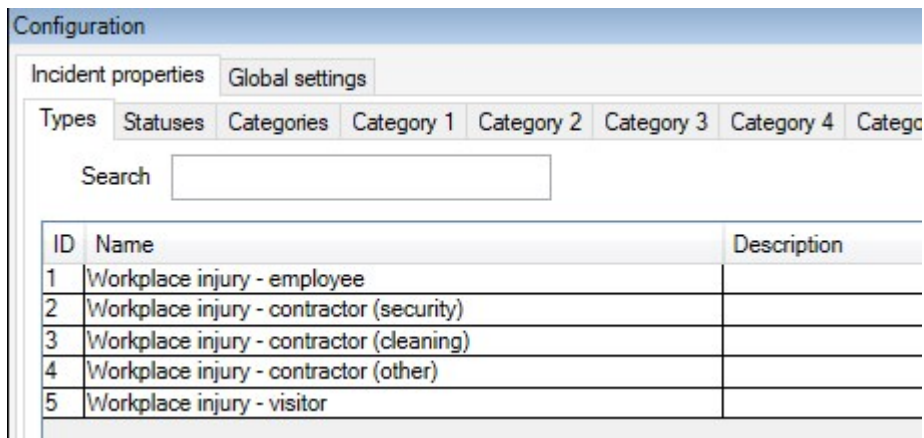 Configuration
Incident properties Global settings
Types Statuses Categories Category 1 Category 2 Category 3 Category 4
Search
ID Name Description
1 Workplace injury - employee
2 Workplace injury - contractor (security)
3 Workplace injury - contractor (cleaning)
4 Workplace injury - contractor (other)
5 Workplace injury - visitor